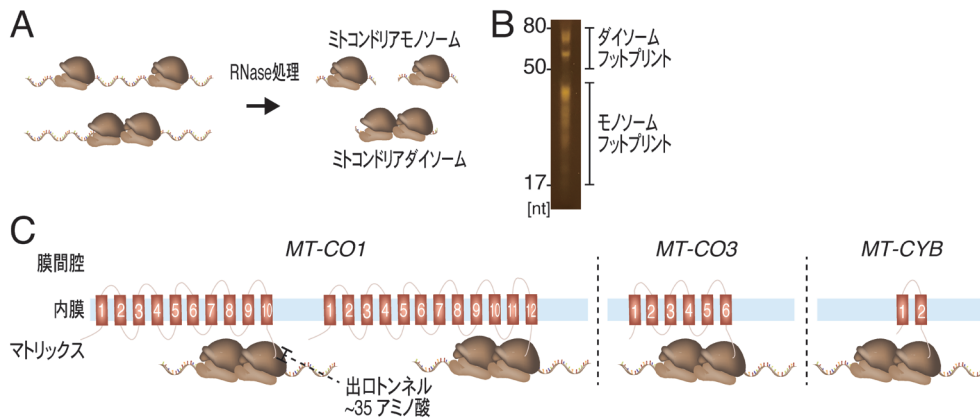 A
RNase処理
ミトコンドリアモノソーム
ミトコンドリアダイソーム
B
80
50
17
[nt]
ダイソーム
フットプリント
モノソーム
フットプリント
C
MT-CO1
MT-CO3
MT-CYB
膜間腔
内膜
マトリックス
1 2 3 4 5 6 7 8 9 10
1 2 3 4 5 6 7 8 9 10 11 12
1 2 3 4 5 6
1 2
出口トンネル
~35 アミノ酸